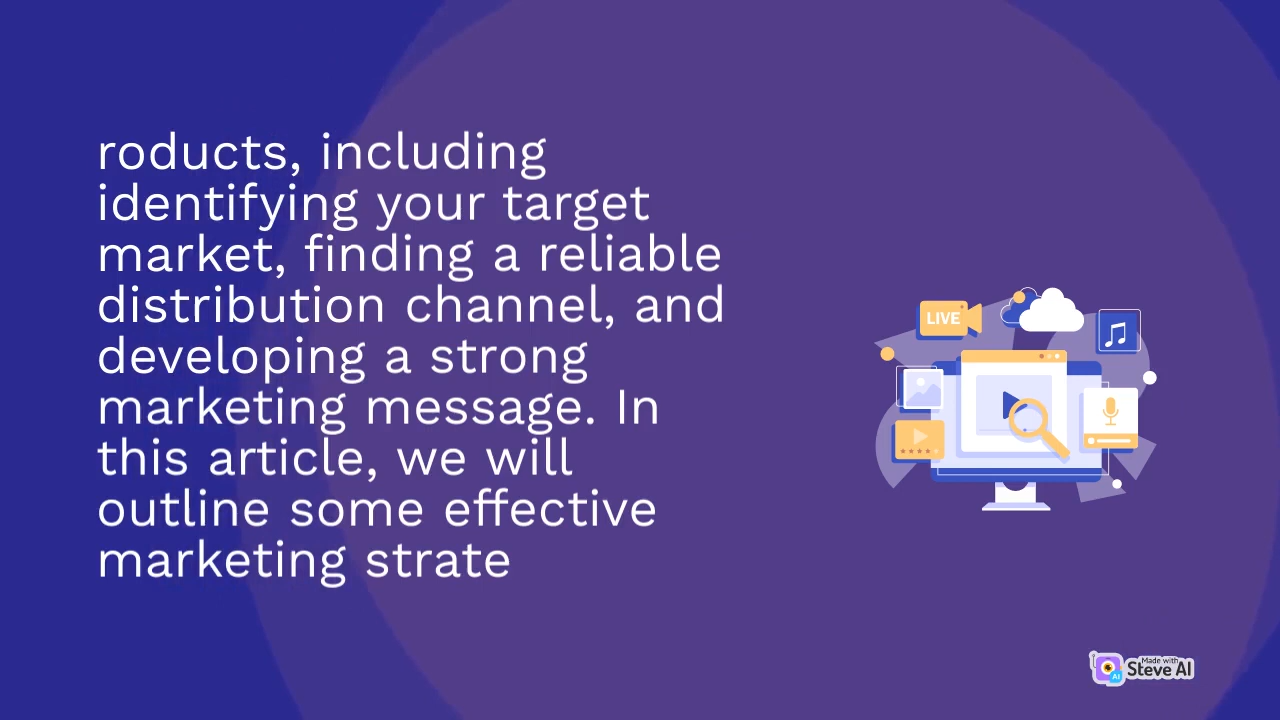 roducts, including
identifying your target
market, finding a reliable
distribution channel, and
developing a strong
marketing message. In
this article, we will
outline some effective
marketing strate
LIVE
Made with
Steve AI
AI